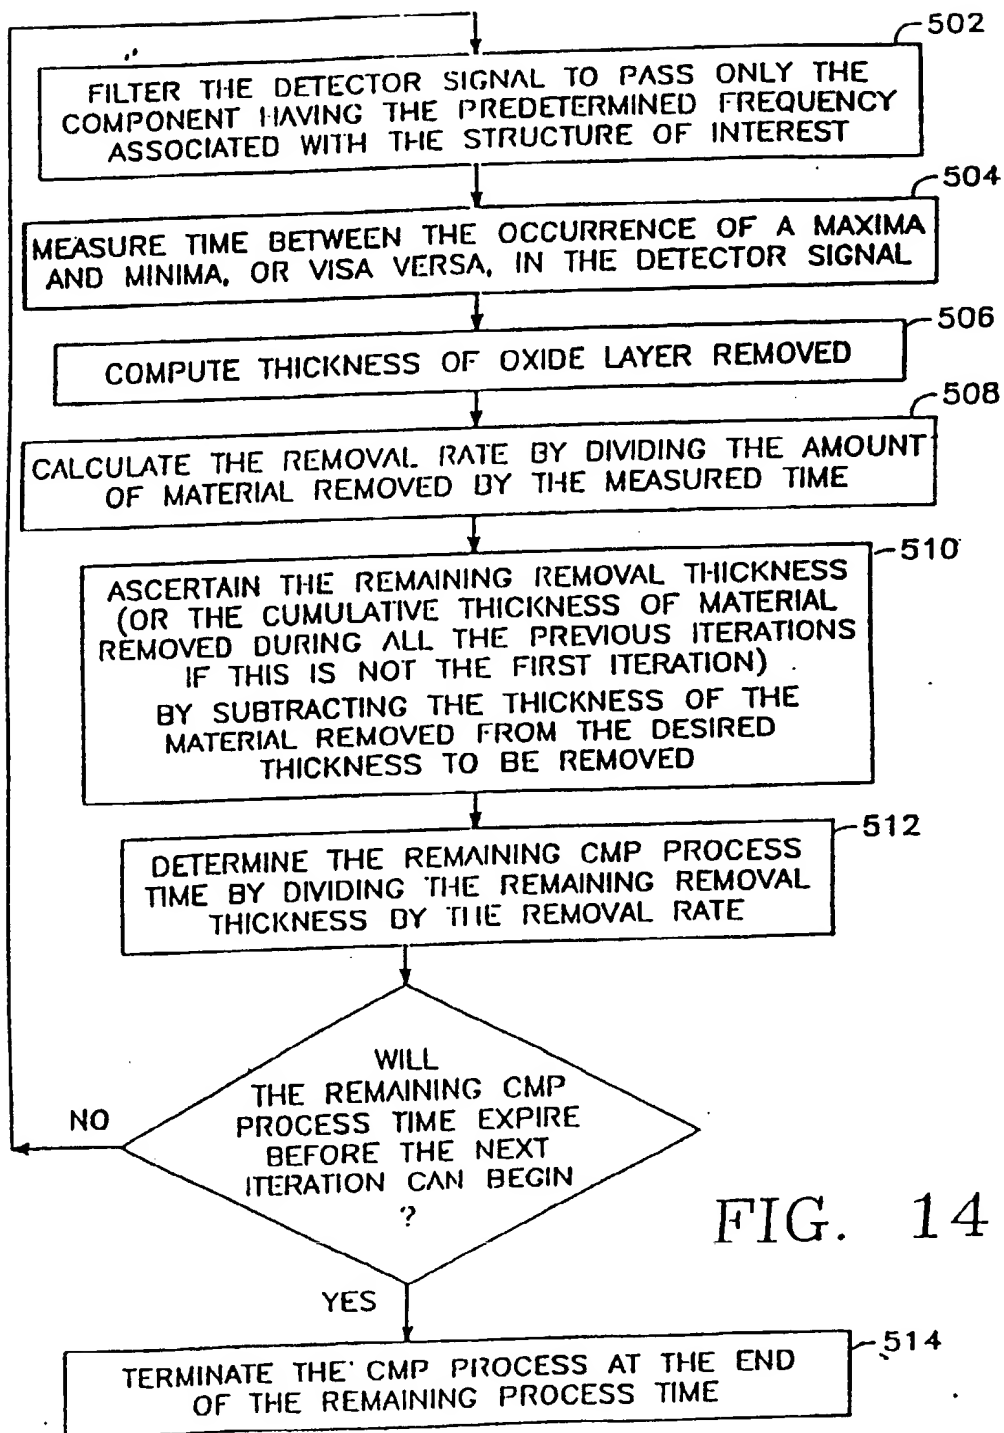 502
FILTER THE DETECTOR SIGNAL TO PASS ONLY THE
COMPONENT HAVING THE PREDETERMINED FREQUENCY
ASSOCIATED WITH THE STRUCTURE OF INTEREST
504
MEASURE TIME BETWEEN THE OCCURRENCE OF A MAXIMA
AND MINIMA, OR VISA VERSA, IN THE DETECTOR SIGNAL
506
COMPUTE THICKNESS OF OXIDE LAYER REMOVED
508
CALCULATE THE REMOVAL RATE BY DIVIDING THE AMOUNT
OF MATERIAL REMOVED BY THE MEASURED TIME
510
ASCERTAIN THE REMAINING REMOVAL THICKNESS
(OR THE CUMULATIVE THICKNESS OF MATERIAL
REMOVED DURING ALL THE PREVIOUS ITERATIONS
IF THIS IS NOT THE FIRST ITERATION)
BY SUBTRACTING THE THICKNESS OF THE
MATERIAL REMOVED FROM THE DESIRED
THICKNESS TO BE REMOVED
512
DETERMINE THE REMAINING CMP PROCESS
TIME BY DIVIDING THE REMAINING REMOVAL
THICKNESS BY THE REMOVAL RATE
WILL
THE REMAINING CMP
PROCESS TIME EXPIRE
BEFORE THE NEXT
ITERATION CAN BEGIN
?
NO
FIG. 14
YES
514
TERMINATE THE CMP PROCESS AT THE END
OF THE REMAINING PROCESS TIME